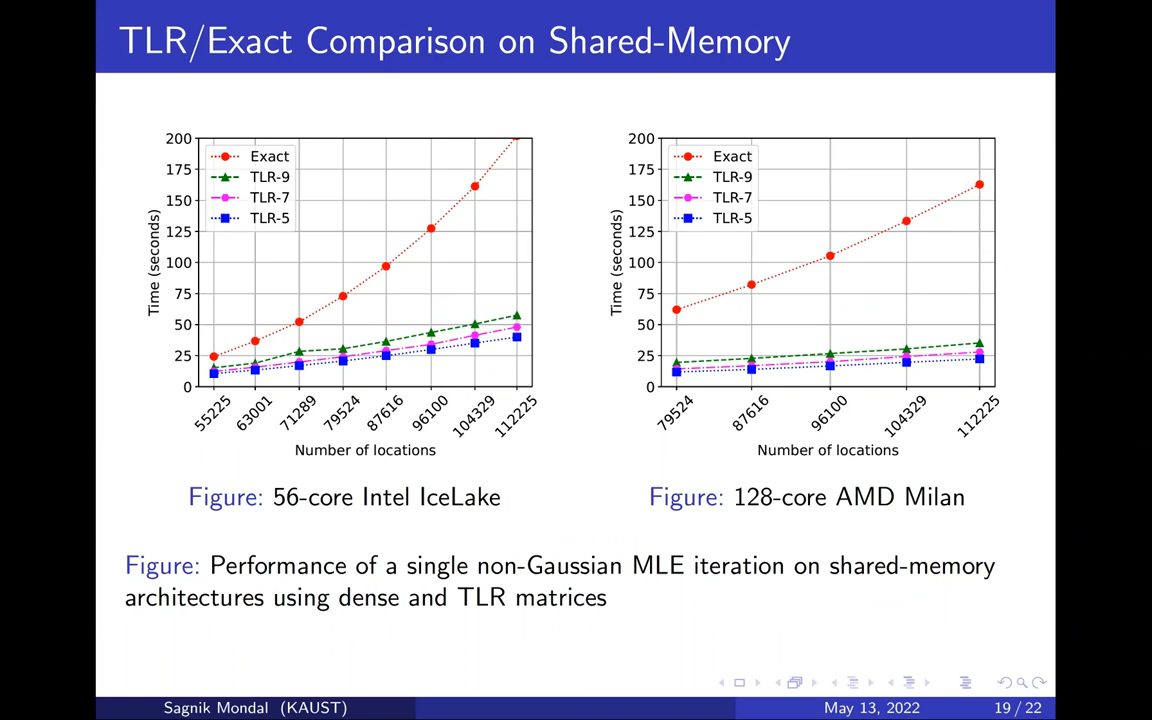 TLR/Exact Comparison on Shared-Memory
200
175
150
125
100
75
50
25
0
Time (seconds)
Exact
TLR-9
TLR-7
TLR-5
55225
63001
71289
79524
87616
96100
104329
112225
Number of locations
Figure: 56-core Intel IceLake
200
175
150
125
100
75
50
25
0
Time (seconds)
Exact
TLR-9
TLR-7
TLR-5
79524
87616
96100
104329
112225
Number of locations
Figure: 128-core AMD Milan
Figure: Performance of a single non-Gaussian MLE iteration on shared-memory
architectures using dense and TLR matrices
Sagnik Mondal (KAUST)
May 13, 2022
19 / 22